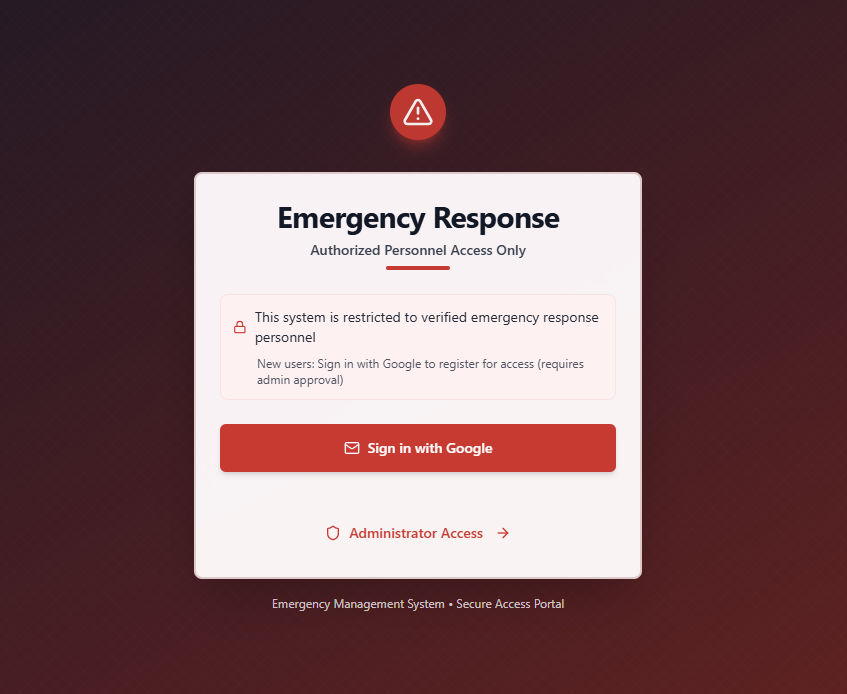 Emergency Response
Authorized Personnel Access Only
This system is restricted to verified emergency response
personnel
New users: Sign in with Google to register for access (requires
admin approval)
Sign in with Google
Administrator Access
Emergency Management System • Secure Access Portal